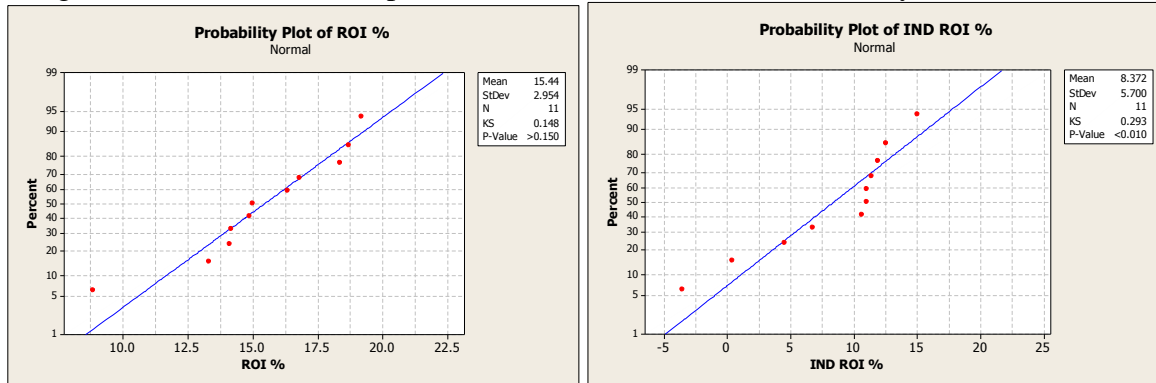 Probability Plot of ROI %
Normal
99
95
90
80
70
60
50
40
30
20
10
5
1
Percent
10.0 12.5 15.0 17.5 20.0 22.5
ROI %
Mean 15.44
StDev 2.954
N 11
KS 0.148
P-Value >0.150
Probability Plot of IND ROI %
Normal
99
95
90
80
70
60
50
40
30
20
10
5
1
Percent
-5 0 5 10 15 20 25
IND ROI %
Mean 8.372
StDev 5.700
N 11
KS 0.293
P-Value <0.010